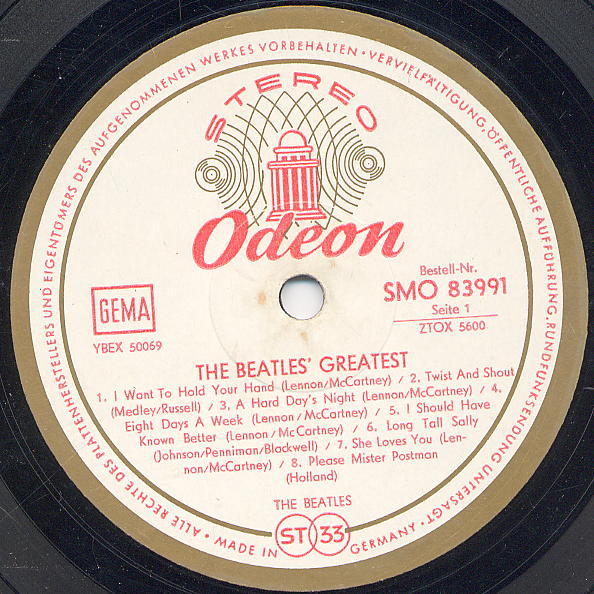 ALLE RECHTE DES PLATTENHERSTELLERS UND EIGENTÜMERS DES AUFGENOMMENEN WERKES VORBEHALTEN · VERVIELFÄLTIGUNG, ÖFFENTLICHE AUFFÜHRUNG, RUNDFUNKSENDUNG UNTERSAGT ·
STEREO
Odeon
GEMA
YBEX 50069
Bestell-Nr.
SMO 83991
Seite 1
ZTOX 5600
THE BEATLES' GREATEST
1. I Want To Hold Your Hand (Lennon/McCartney) / 2. Twist And Shout
(Medley/Russell) / 3. A Hard Day's Night (Lennon/McCartney) / 4.
Eight Days A Week (Lennon/McCartney) / 5. I Should Have
Known Better (Lennon/McCartney) / 6. Long Tall Sally
(Johnson/Penniman/Blackwell) / 7. She Loves You (Len-
non/McCartney) / 8. Please Mister Postman
(Holland)
THE BEATLES
· MADE IN ST 33 GERMANY ·